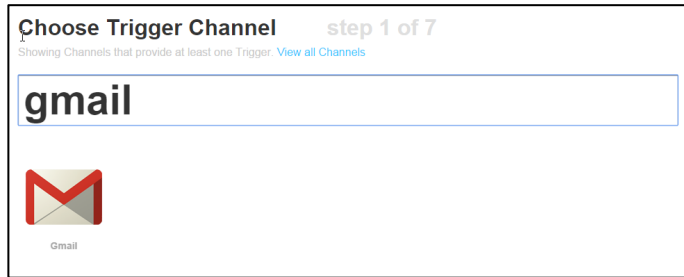 Choose Trigger Channel step 1 of 7
Showing Channels that provide at least one Trigger. View all Channels
gmail
Gmail